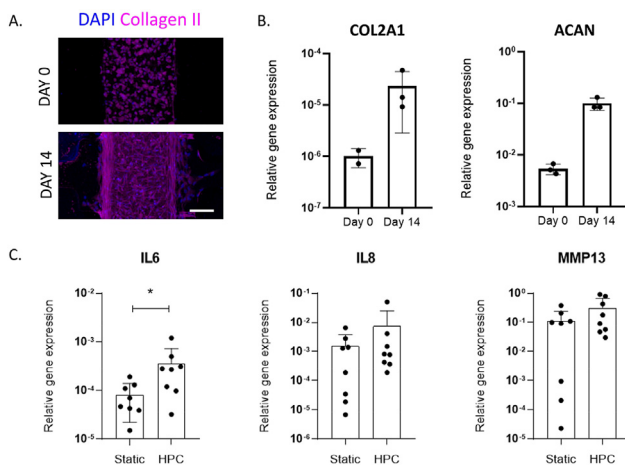 A.
DAPI Collagen II
DAY 0
DAY 14
B.
COL2A1
Relative gene expression
10-4
10-5
10-6
10-7
Day 0 Day 14
ACAN
Relative gene expression
100
10-1
10-2
10-3
Day 0 Day 14
C.
IL6
Relative gene expression
10-2
10-3
10-4
10-5
*
Static HPC
IL8
Relative gene expression
100
10-1
10-2
10-3
10-4
10-5
10-6
Static HPC
MMP13
Relative gene expression
100
10-1
10-2
10-3
10-4
10-5
Static HPC